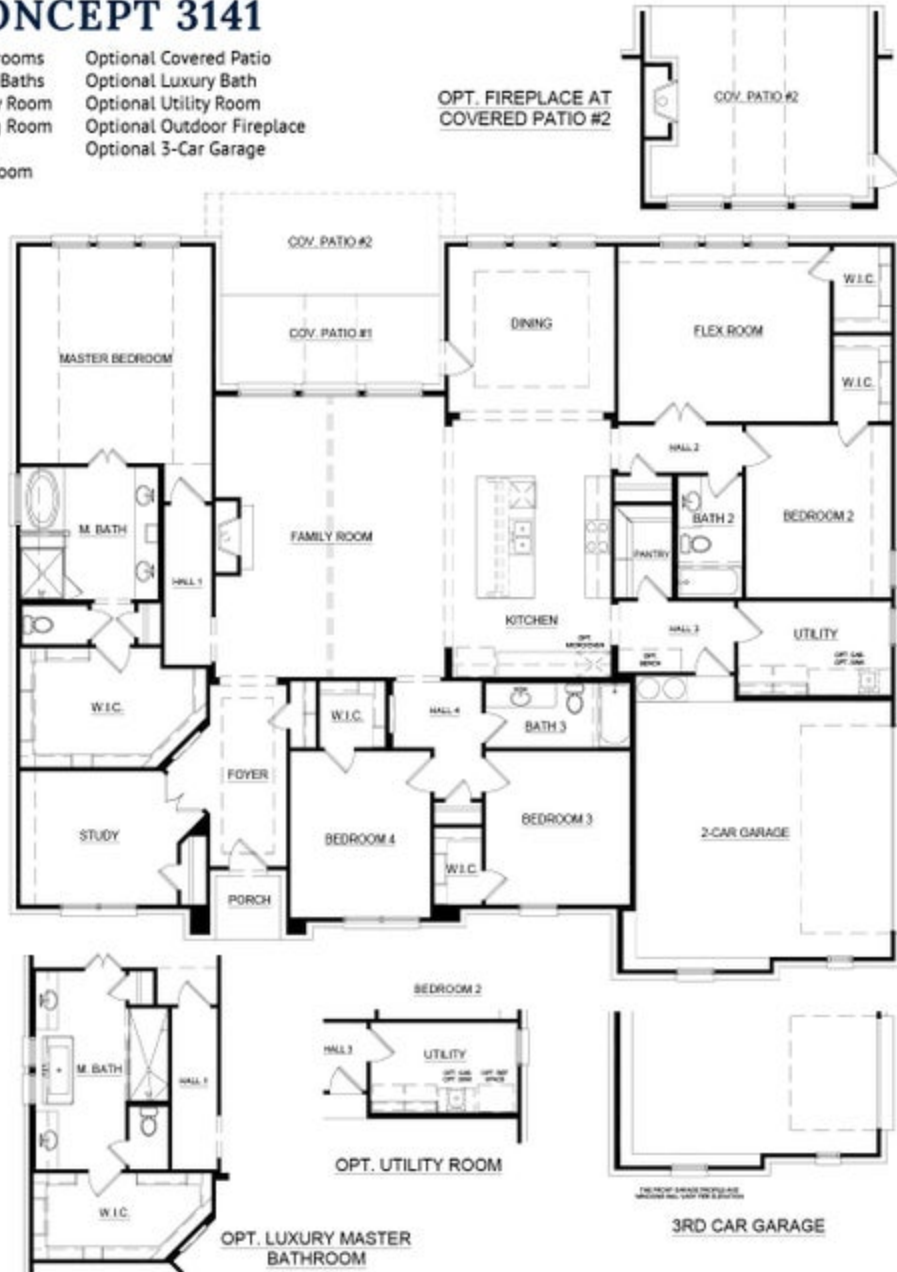 ONCEPT 3141
rooms
Baths
y Room
g Room
oom
Optional Covered Patio
Optional Luxury Bath
Optional Utility Room
Optional Outdoor Fireplace
Optional 3-Car Garage
OPT. FIREPLACE AT
COVERED PATIO #2
COV. PATIO #2
COV. PATIO #2
COV. PATIO #1
MASTER BEDROOM
DINING
FLEX ROOM
W.I.C.
W.I.C.
HALL 2
M. BATH
FAMILY ROOM
HALL 1
BATH 2
BEDROOM 2
PANTRY
KITCHEN
HALL 3
UTILITY
OPT.
BENCH
W.I.C.
W.I.C.
HALL 4
BATH 3
FOYER
STUDY
BEDROOM 4
BEDROOM 3
2-CAR GARAGE
W.I.C.
PORCH
BEDROOM 2
HALL 3
UTILITY
OPT. UTILITY ROOM
M. BATH
HALL 1
W.I.C.
OPT. LUXURY MASTER
BATHROOM
3RD CAR GARAGE